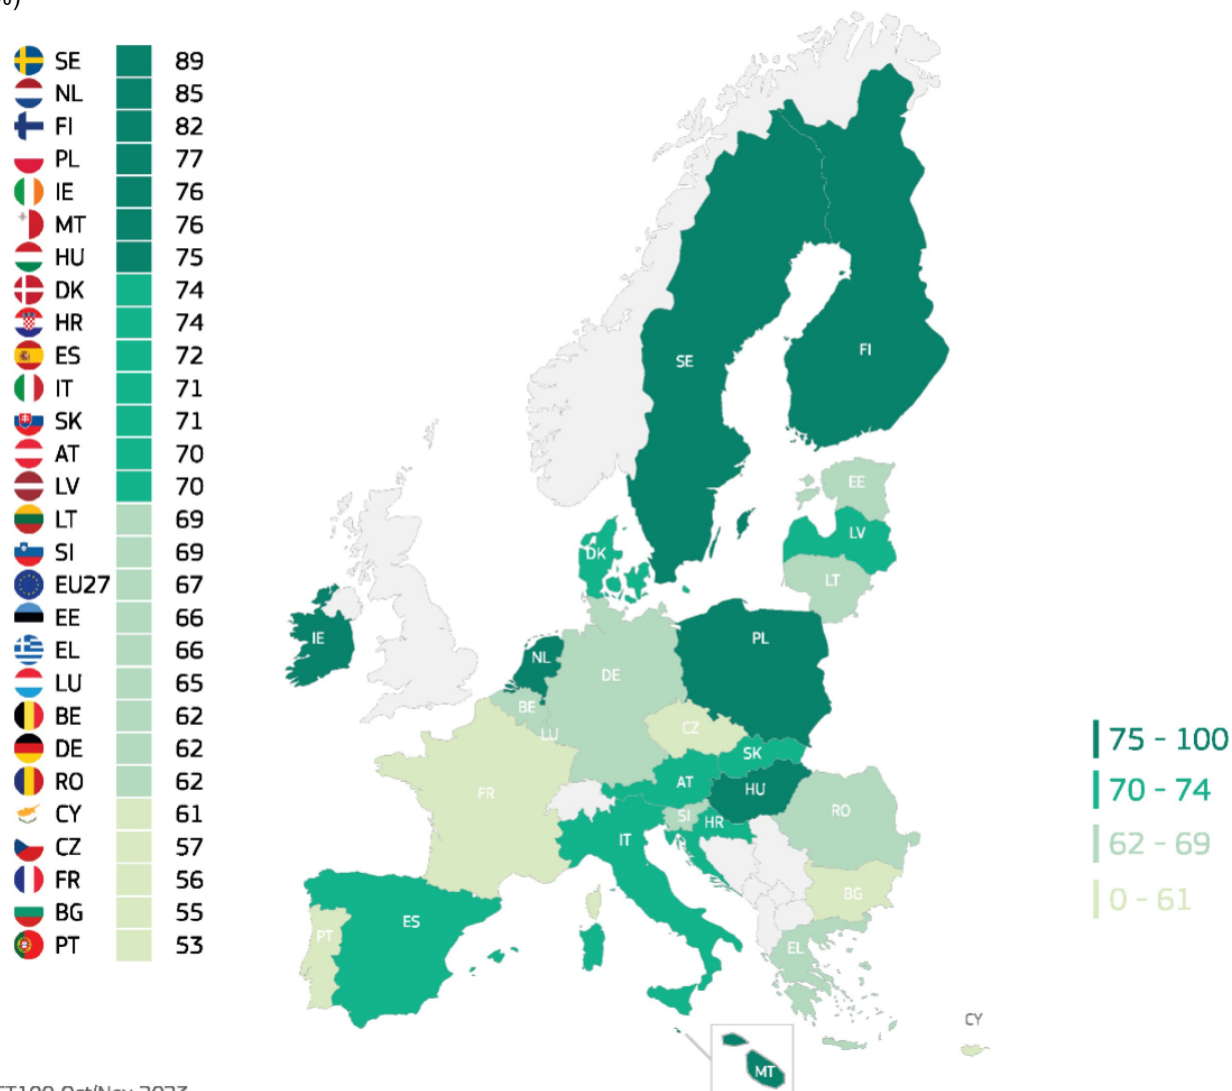 %)
SE 89
NL 85
FI 82
PL 77
IE 76
MT 76
HU 75
DK 74
HR 74
ES 72
IT 71
SK 71
AT 70
LV 70
LT 69
SI 69
EU27 67
EE 66
EL 66
LU 65
BE 62
DE 62
RO 62
CY 61
CZ 57
FR 56
BG 55
PT 53
SE
FI
EE
LV
LT
DK
IE
NL
PL
DE
BE
LU
CZ
SK
FR
AT
HU
SI
HR
RO
IT
BG
ES
PT
EL
CY
MT
75 - 100
70 - 74
62 - 69
0 - 61
Oct/Nov 2023